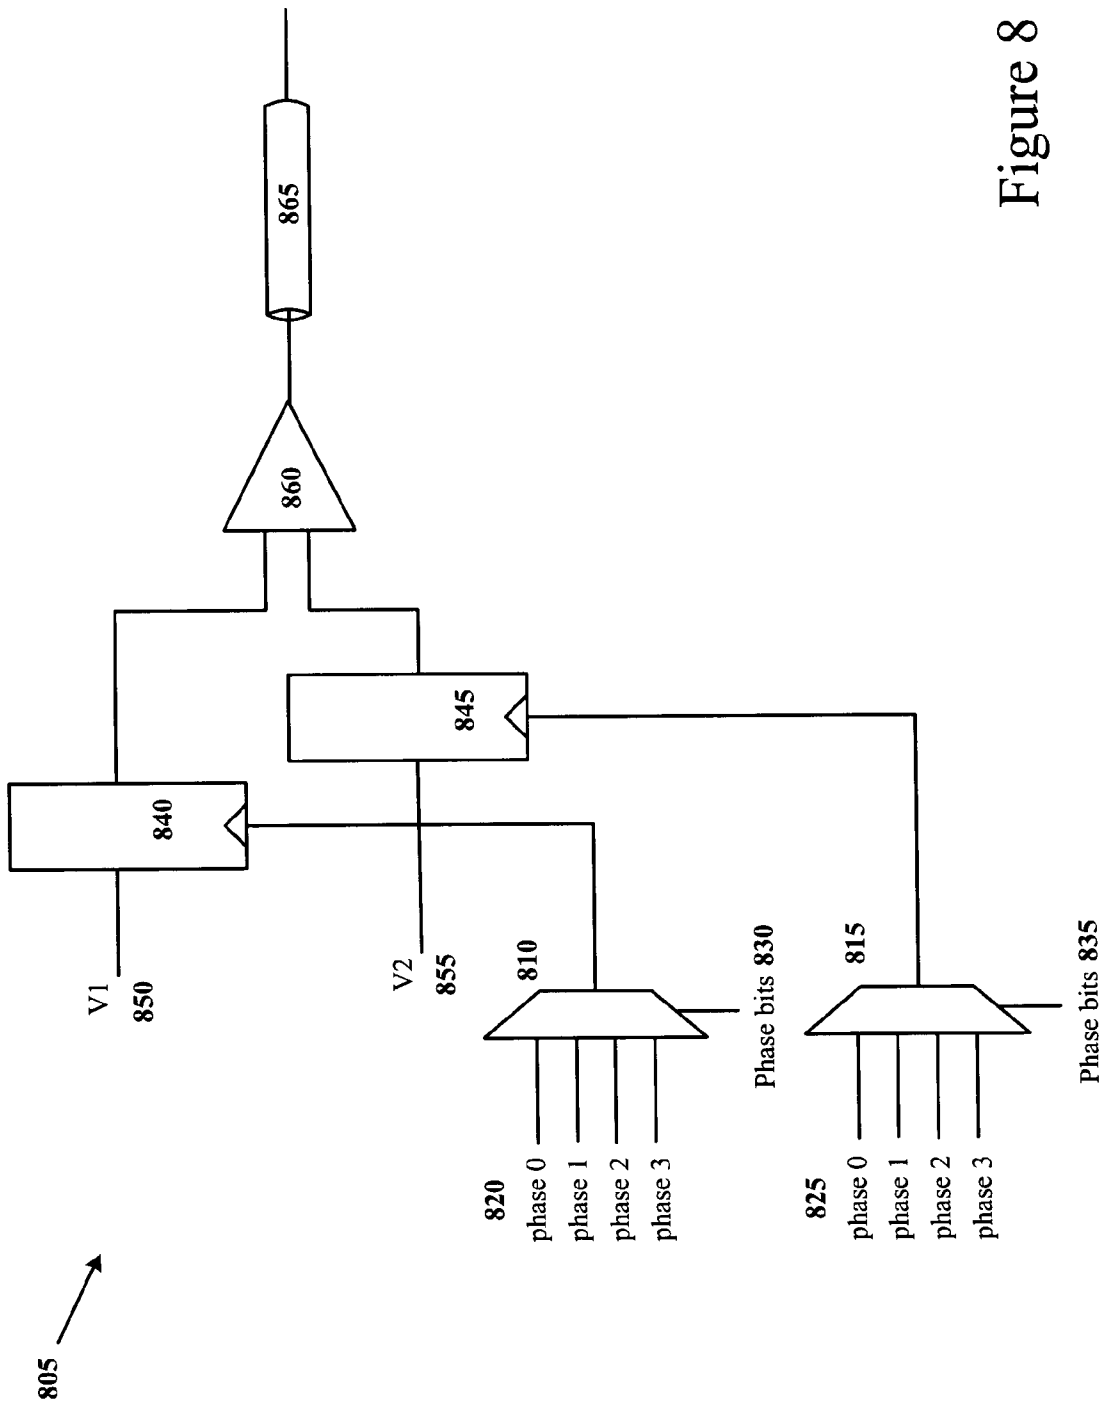 805
V1
850
840
V2
855
845
860
865
820
phase 0
phase 1
phase 2
phase 3
810
Phase bits 830
825
phase 0
phase 1
phase 2
phase 3
815
Phase bits 835
Figure 8